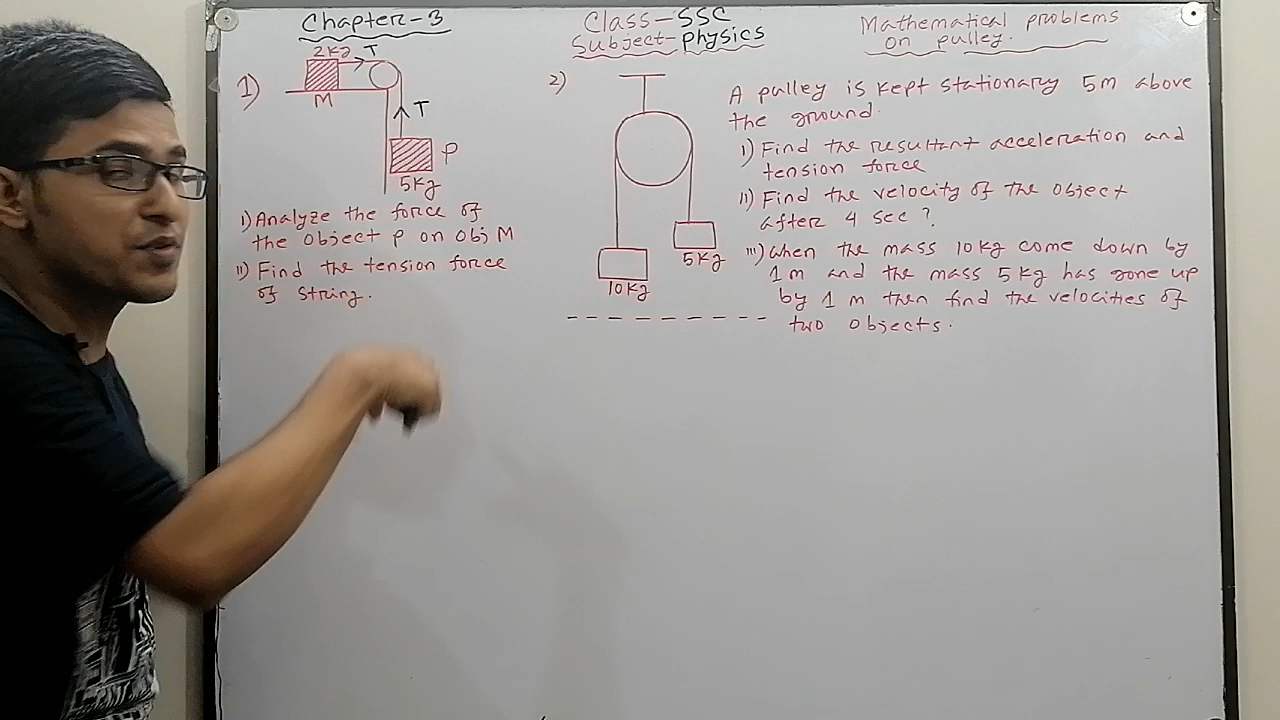 Chapter-3
Class-SSC
Subject-Physics
Mathematical problems
on pulley.
1)
2kg
T
M
T
P
5kg
i) Analyze the force of
the object p on obj M
ii) Find the tension force
of string.
2)
10kg
5kg
A pulley is kept stationary 5m above
the ground.
i) Find the resultant acceleration and
tension force
ii) Find the velocity of the object
after 4 sec?
iii) When the mass 10kg come down by
1m and the mass 5kg has gone up
by 1 m then find the velocities of
two objects.